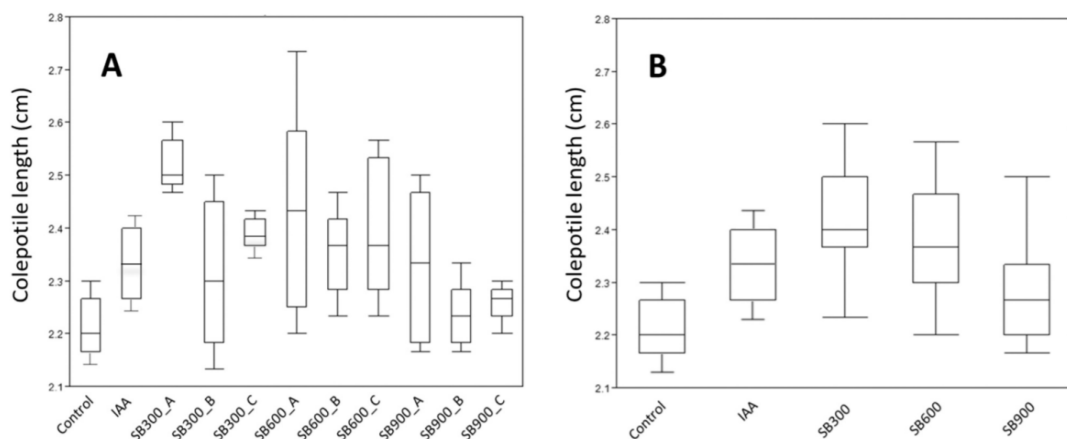 A
Colepotile length (cm)
2.8
2.7
2.6
2.5
2.4
2.3
2.2
2.1
Control
IAA
SB300_A
SB300_B
SB300_C
SB600_A
SB600_B
SB600_C
SB900_A
SB900_B
SB900_C
B
Colepotile length (cm)
2.8
2.7
2.6
2.5
2.4
2.3
2.2
2.1
Control
IAA
SB300
SB600
SB900